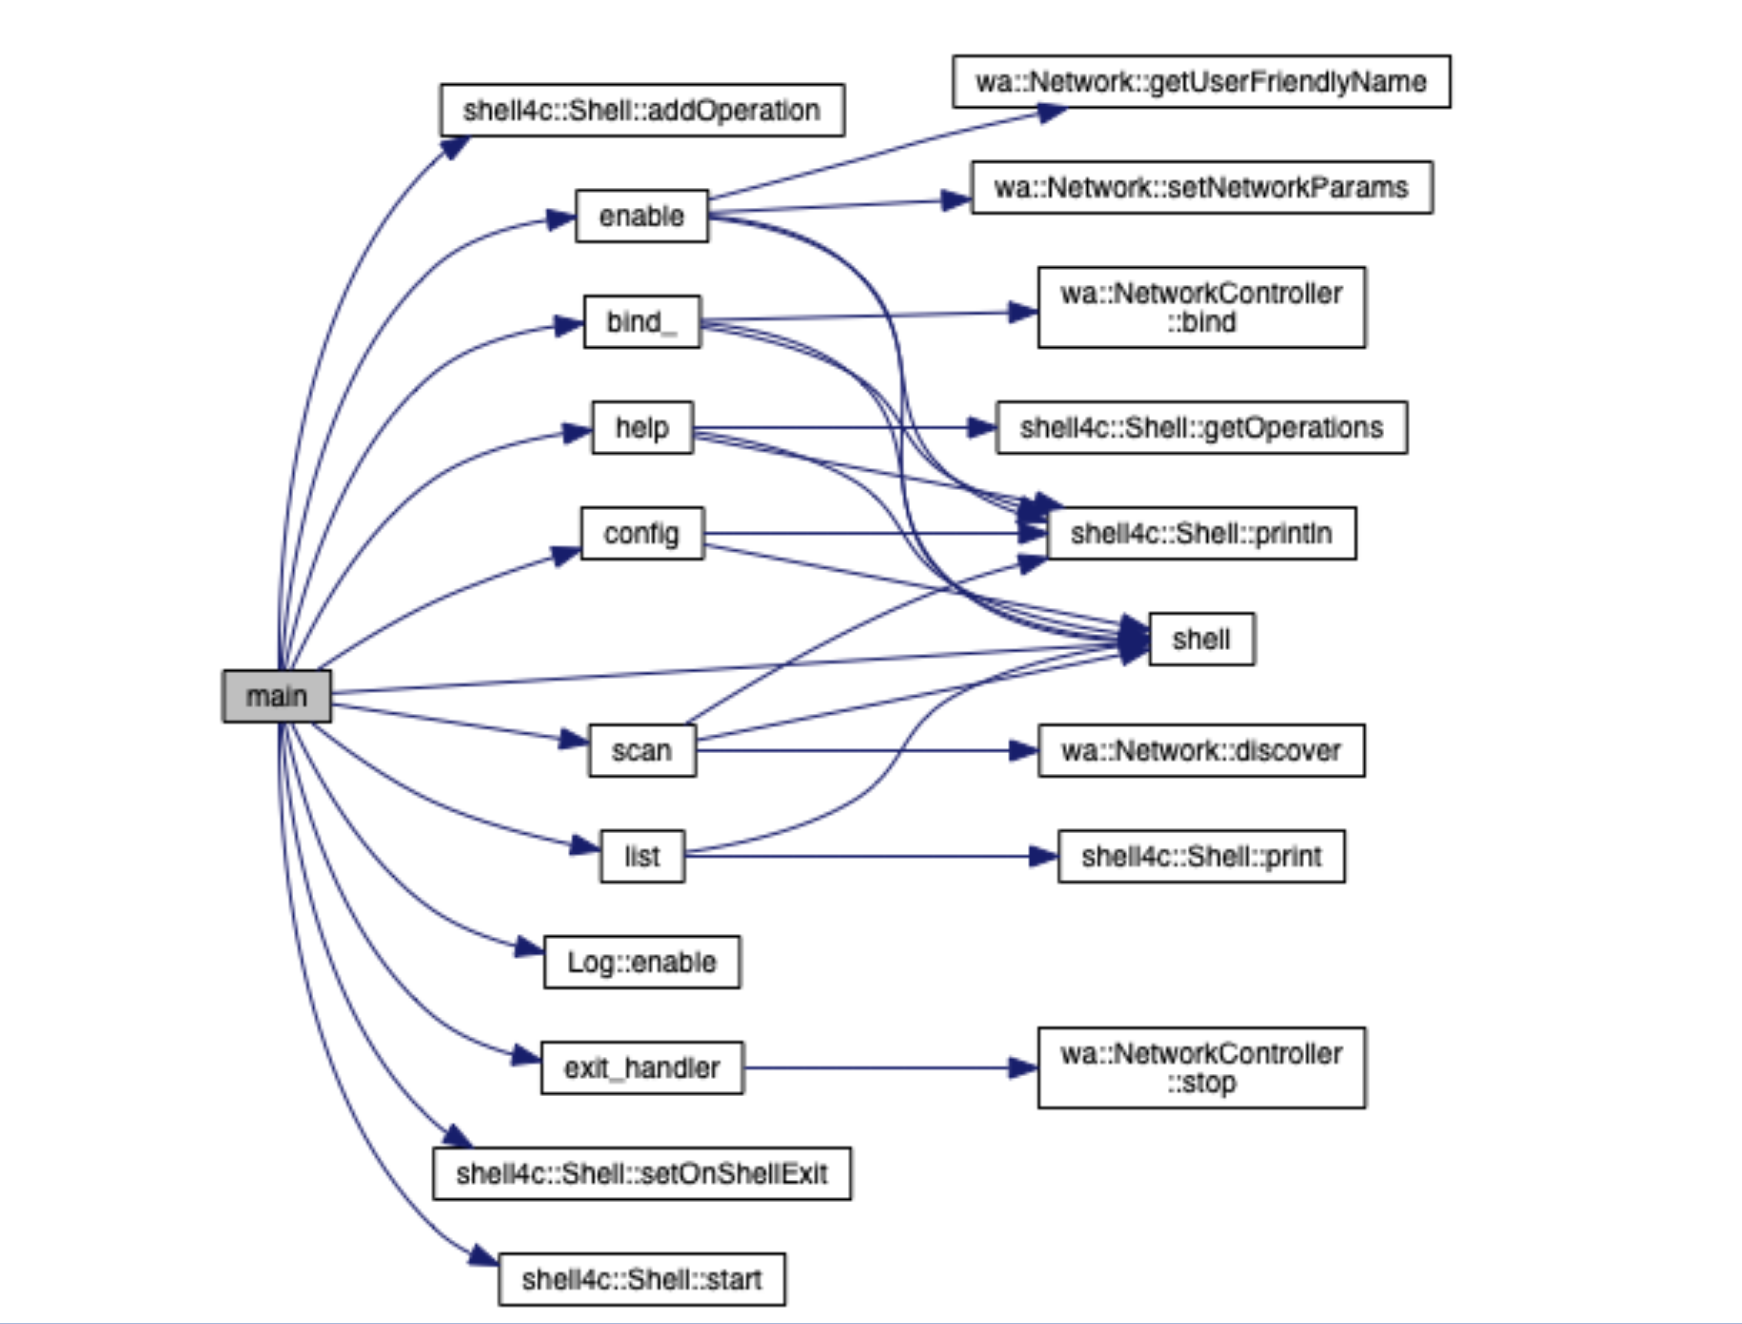 wa::Network::getUserFriendlyName
shell4c::Shell::addOperation
wa::Network::setNetworkParams
enable
wa::NetworkController
::bind
bind_
help
shell4c::Shell::getOperations
config
shell4c::Shell::println
shell
main
scan
wa::Network::discover
list
shell4c::Shell::print
Log::enable
exit_handler
wa::NetworkController
::stop
shell4c::Shell::setOnShellExit
shell4c::Shell::start